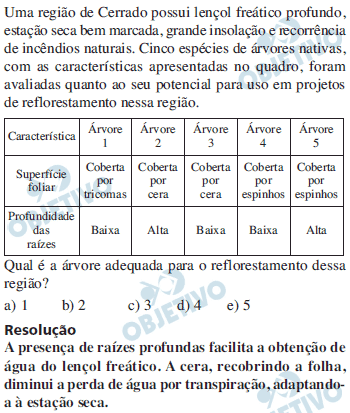 Uma região de Cerrado possui lençol freático profundo,
estação seca bem marcada, grande insolação e recorrência
de incêndios naturais. Cinco espécies de árvores nativas,
com as características apresentadas no quadro, foram
avaliadas quanto ao seu potencial para uso em projetos
de reflorestamento nessa região.
Característica Árvore 1 Árvore 2 Árvore 3 Árvore 4 Árvore 5
Superfície foliar Coberta por tricomas Coberta por cera Coberta por cera Coberta por espinhos Coberta por espinhos
Profundidade das raízes Baixa Alta Baixa Baixa Alta
Qual é a árvore adequada para o reflorestamento dessa
região?
a) 1 b) 2 c) 3 d) 4 e) 5
Resolução
A presença de raízes profundas facilita a obtenção de
água do lençol freático. A cera, recobrindo a folha,
diminui a perda de água por transpiração, adaptando-
a à estação seca.
OBJETIVO
OBJETIVO
OBJETIVO
OBJETIVO